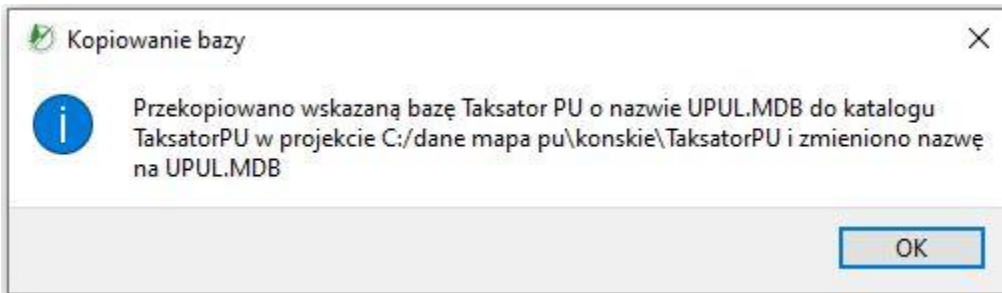 Kopiowanie bazy
Przekopiowano wskazaną bazę Taksator PU o nazwie UPUL.MDB do katalogu
TaksatorPU w projekcie C:/dane mapa pu\konskie\TaksatorPU i zmieniono nazwę
na UPUL.MDB
OK